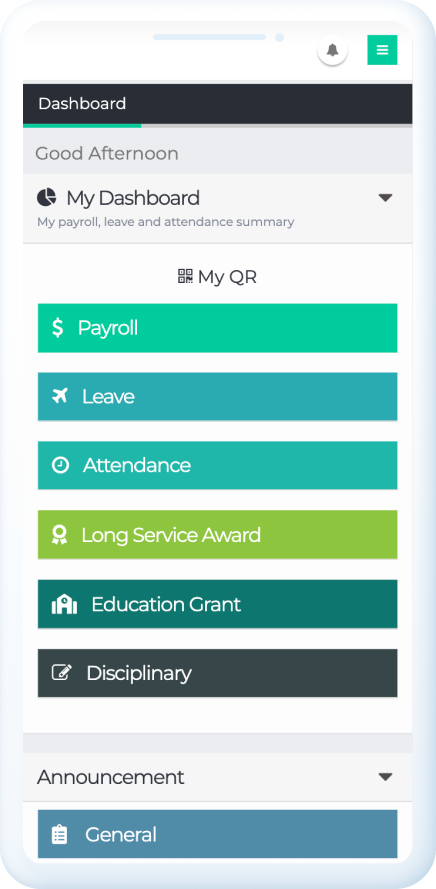 Dashboard
Good Afternoon
My Dashboard
My payroll, leave and attendance summary
My QR
Payroll
Leave
Attendance
Long Service Award
Education Grant
Disciplinary
Announcement
General